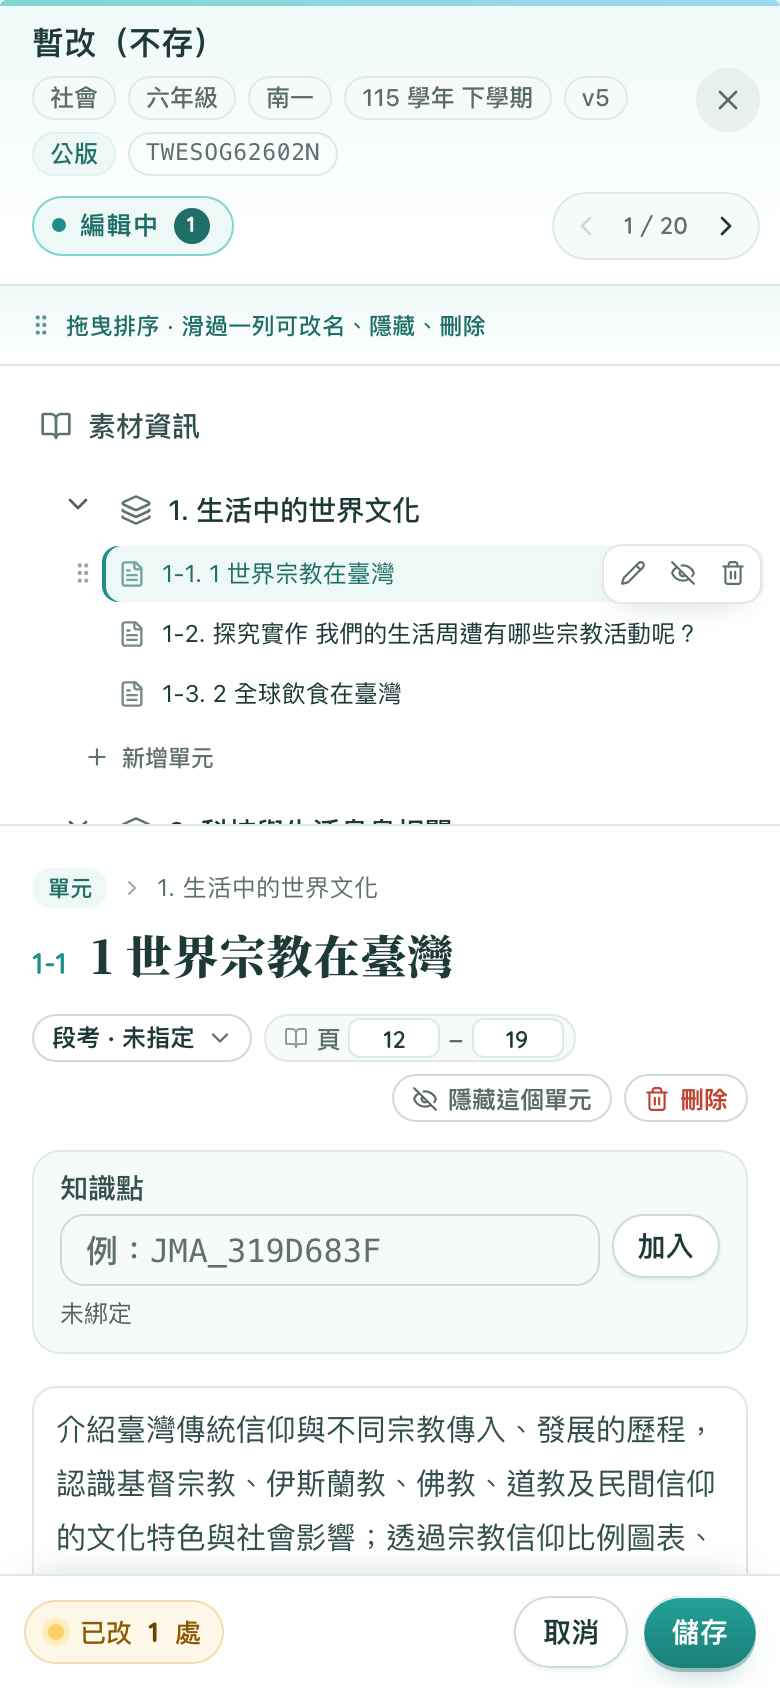 暫改（不存）
社會 六年級 南一 115 學年 下學期 v5
公版 TWESOG62602N
編輯中 1 1 / 20
拖曳排序 · 滑過一列可改名、隱藏、刪除
素材資訊
1. 生活中的世界文化
1-1. 1 世界宗教在臺灣
1-2. 探究實作 我們的生活周遭有哪些宗教活動呢？
1-3. 2 全球飲食在臺灣
新增單元
單元 1. 生活中的世界文化
1-1 1 世界宗教在臺灣
段考 · 未指定 頁 12 – 19
隱藏這個單元 刪除
知識點
例：JMA_319D683F 加入
未綁定
介紹臺灣傳統信仰與不同宗教傳入、發展的歷程，
認識基督宗教、伊斯蘭教、佛教、道教及民間信仰
的文化特色與社會影響；透過宗教信仰比例圖表、
已改 1 處 取消 儲存